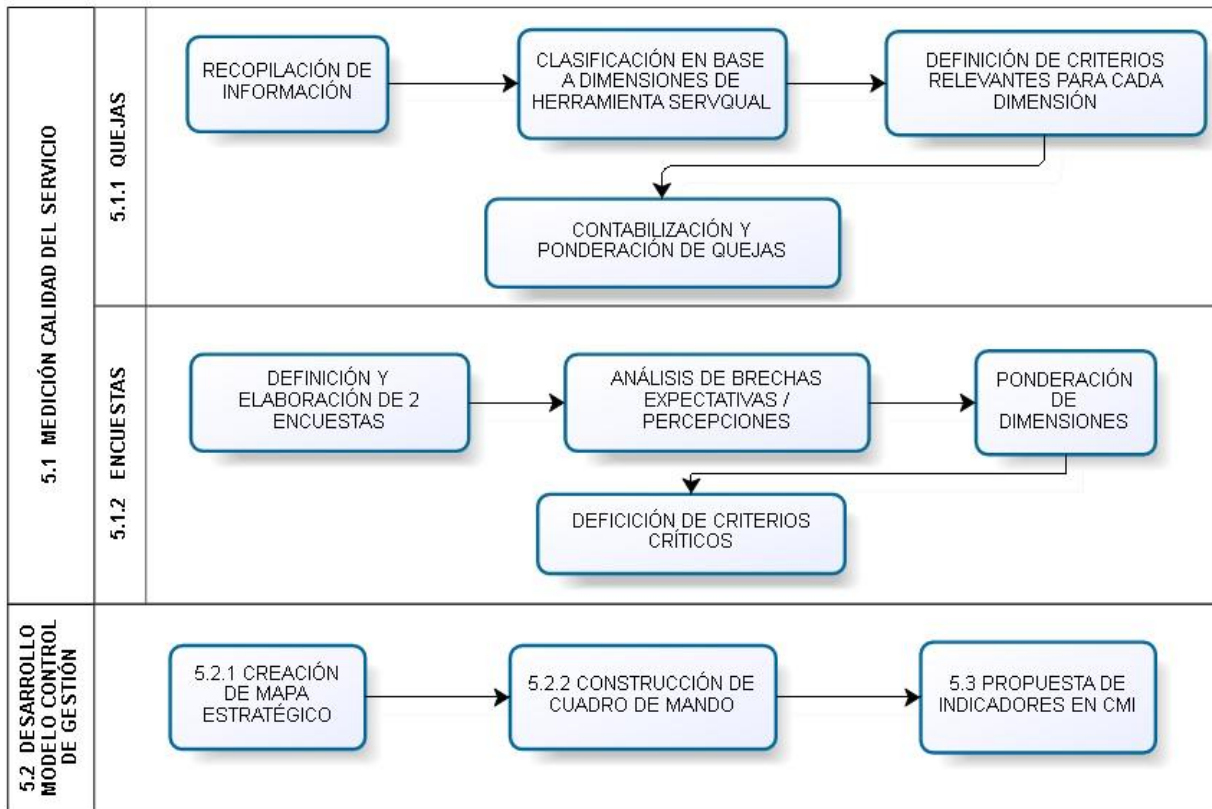 5.1 MEDICIÓN CALIDAD DEL SERVICIO
5.1.1 QUEJAS
RECOPILACIÓN DE
INFORMACIÓN
CLASIFICACIÓN EN BASE
A DIMENSIONES DE
HERRAMIENTA SERVQUAL
DEFINICIÓN DE CRITERIOS
RELEVANTES PARA CADA
DIMENSIÓN
CONTABILIZACIÓN Y
PONDERACIÓN DE QUEJAS
5.1.2 ENCUESTAS
DEFINICIÓN Y
ELABORACIÓN DE 2
ENCUESTAS
ANÁLISIS DE BRECHAS
EXPECTATIVAS /
PERCEPCIONES
PONDERACIÓN
DE
DIMENSIONES
DEFICICIÓN DE CRITERIOS
CRÍTICOS
5.2 DESARROLLO
MODELO CONTROL
DE GESTIÓN
5.2.1 CREACIÓN
DE MAPA
ESTRATÉGICO
5.2.2 CONSTRUCCIÓN DE
CUADRO DE MANDO
5.3 PROPUESTA DE
INDICADORES EN CMI